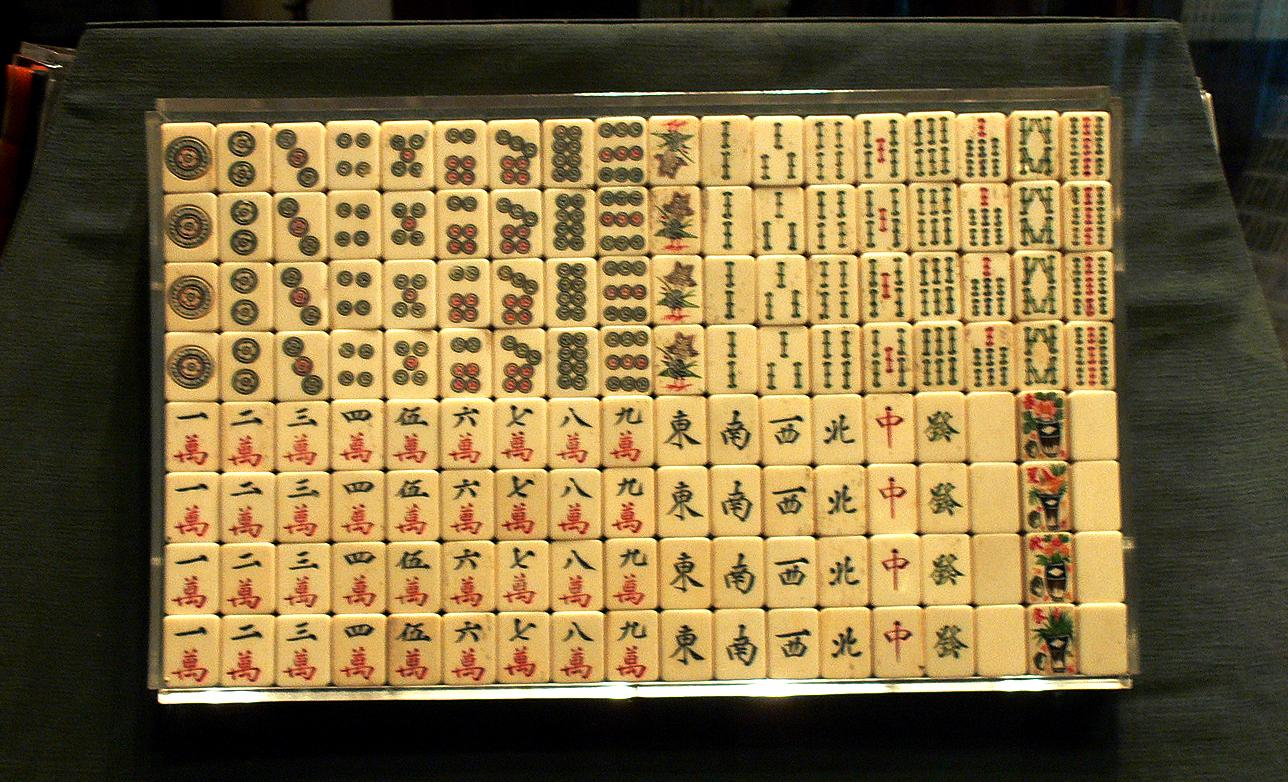 一 二 三 四 伍 六 七 八 九 東 南 西 北 中 發
萬 萬 萬 萬 萬 萬 萬 萬 萬
一 二 三 四 伍 六 七 八 九 東 南 西 北 中 發
萬 萬 萬 萬 萬 萬 萬 萬 萬
一 二 三 四 伍 六 七 八 九 東 南 西 北 中 發
萬 萬 萬 萬 萬 萬 萬 萬 萬
一 二 三 四 伍 六 七 八 九 東 南 西 北 中 發 冬
萬 萬 萬 萬 萬 萬 萬 萬 萬